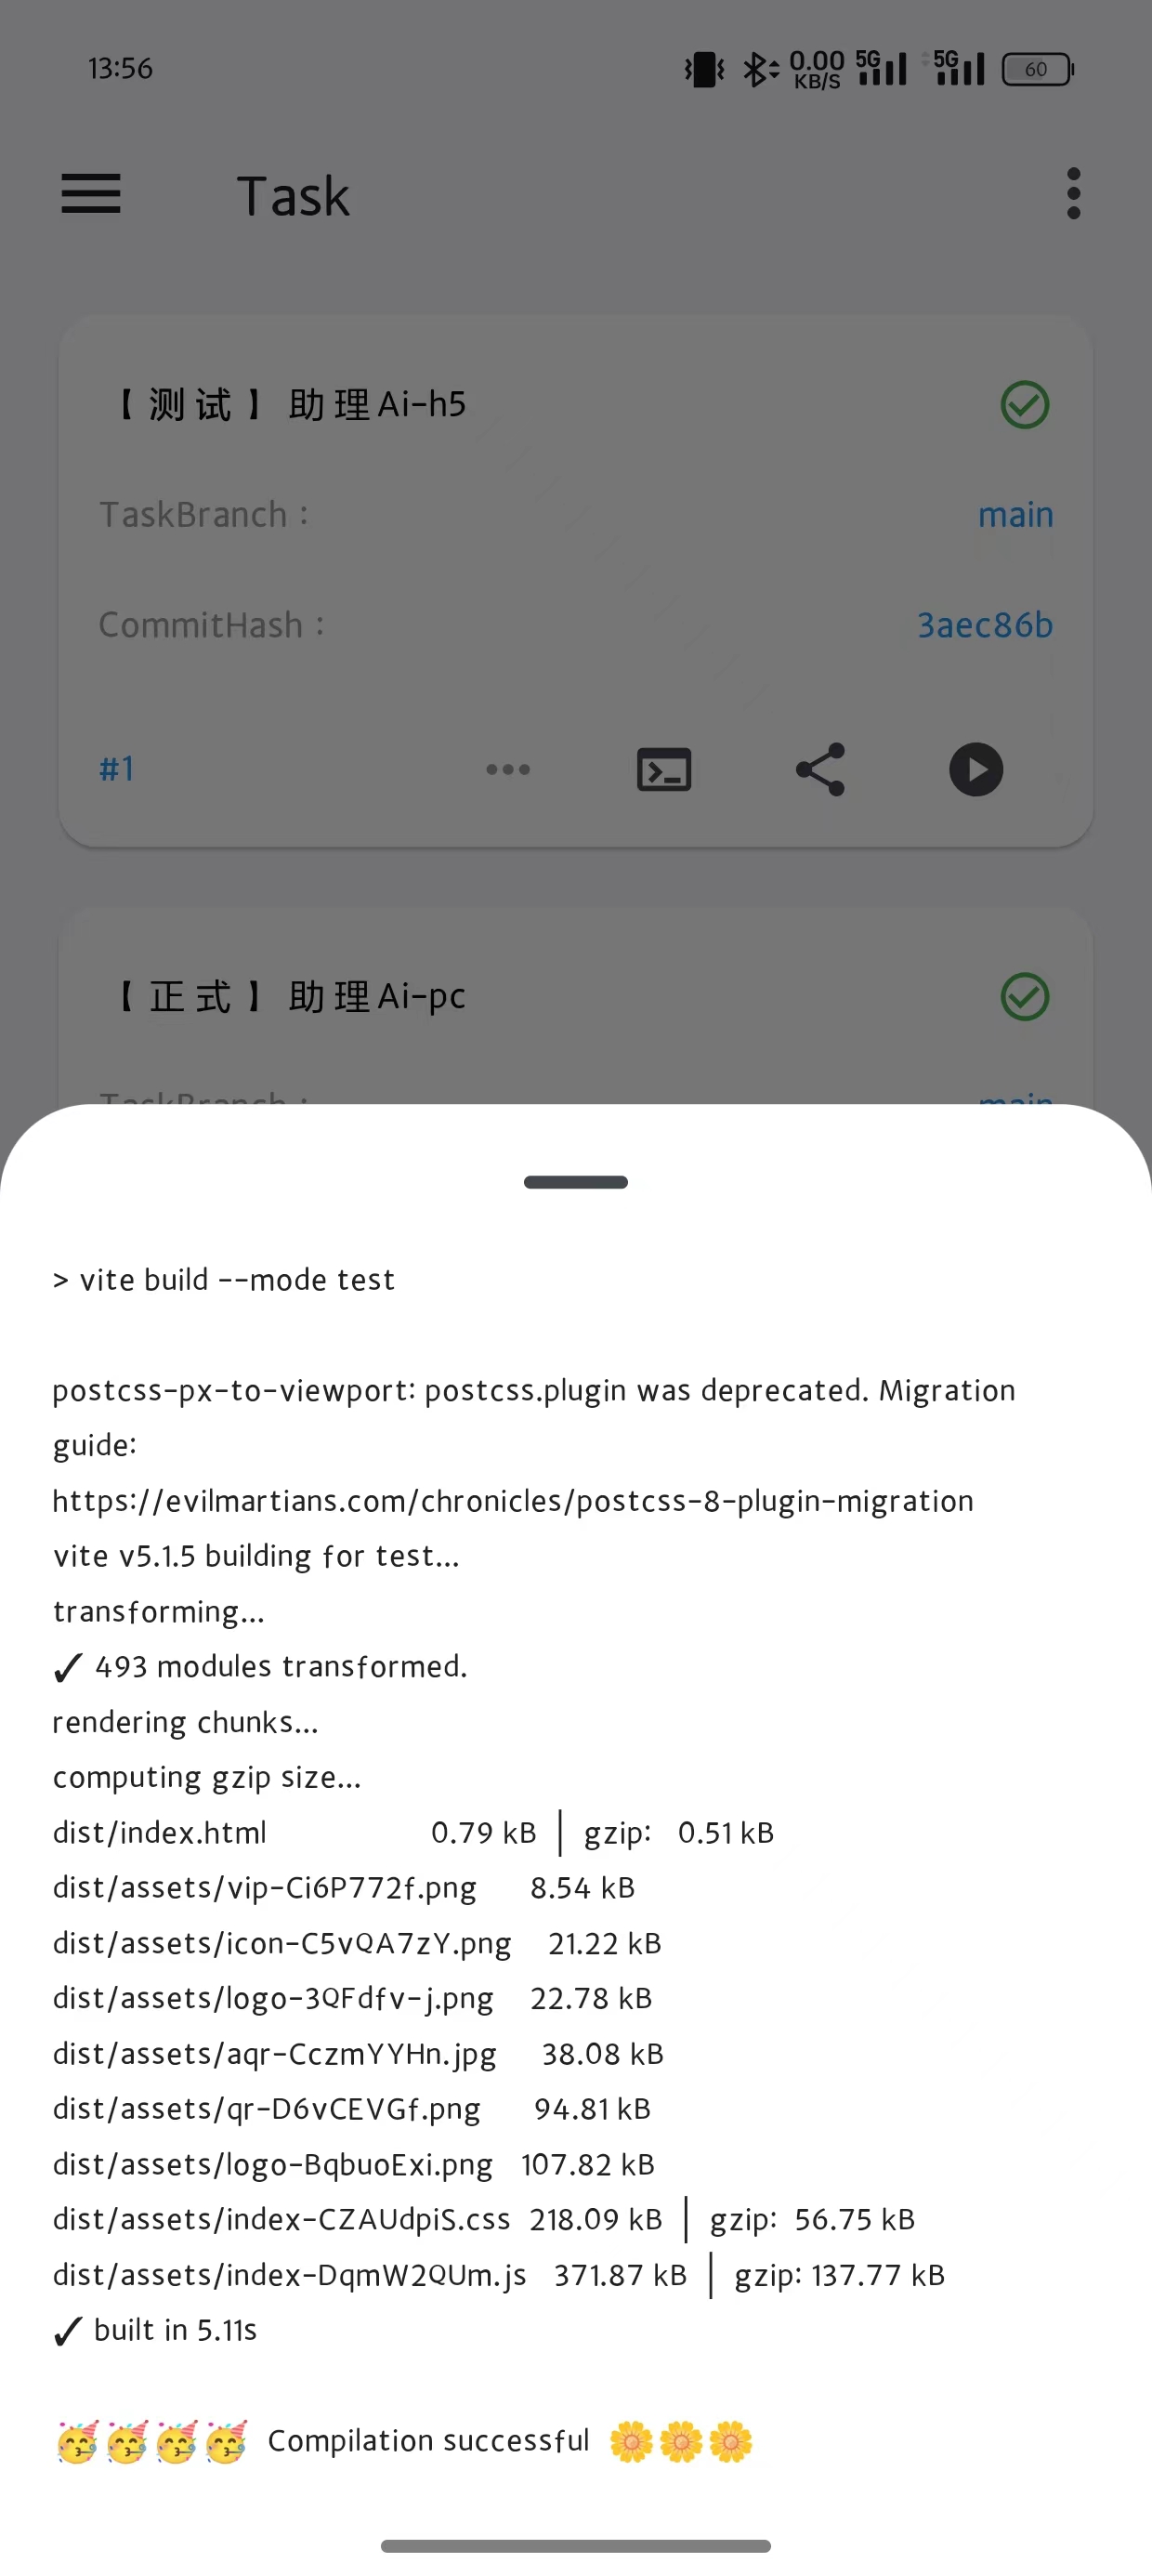 13:56
0.00 KB/S 5G 5G 60
Task
【测试】助理Ai-h5
TaskBranch : main
CommitHash : 3aec86b
#1
【正式】助理Ai-pc
TaskBranch : main
> vite build --mode test
postcss-px-to-viewport: postcss.plugin was deprecated. Migration
guide:
https://evilmartians.com/chronicles/postcss-8-plugin-migration
vite v5.1.5 building for test...
transforming...
✓ 493 modules transformed.
rendering chunks...
computing gzip size...
dist/index.html 0.79 kB │ gzip: 0.51 kB
dist/assets/vip-Ci6P772f.png 8.54 kB
dist/assets/icon-C5vQA7zY.png 21.22 kB
dist/assets/logo-3QFdfv-j.png 22.78 kB
dist/assets/aqr-CczmYYHn.jpg 38.08 kB
dist/assets/qr-D6vCEVGf.png 94.81 kB
dist/assets/logo-BqbuoExi.png 107.82 kB
dist/assets/index-CZAUdpiS.css 218.09 kB │ gzip: 56.75 kB
dist/assets/index-DqmW2QUm.js 371.87 kB │ gzip: 137.77 kB
✓ built in 5.11s
🥳🥳🥳🥳 Compilation successful 🌼🌼🌼